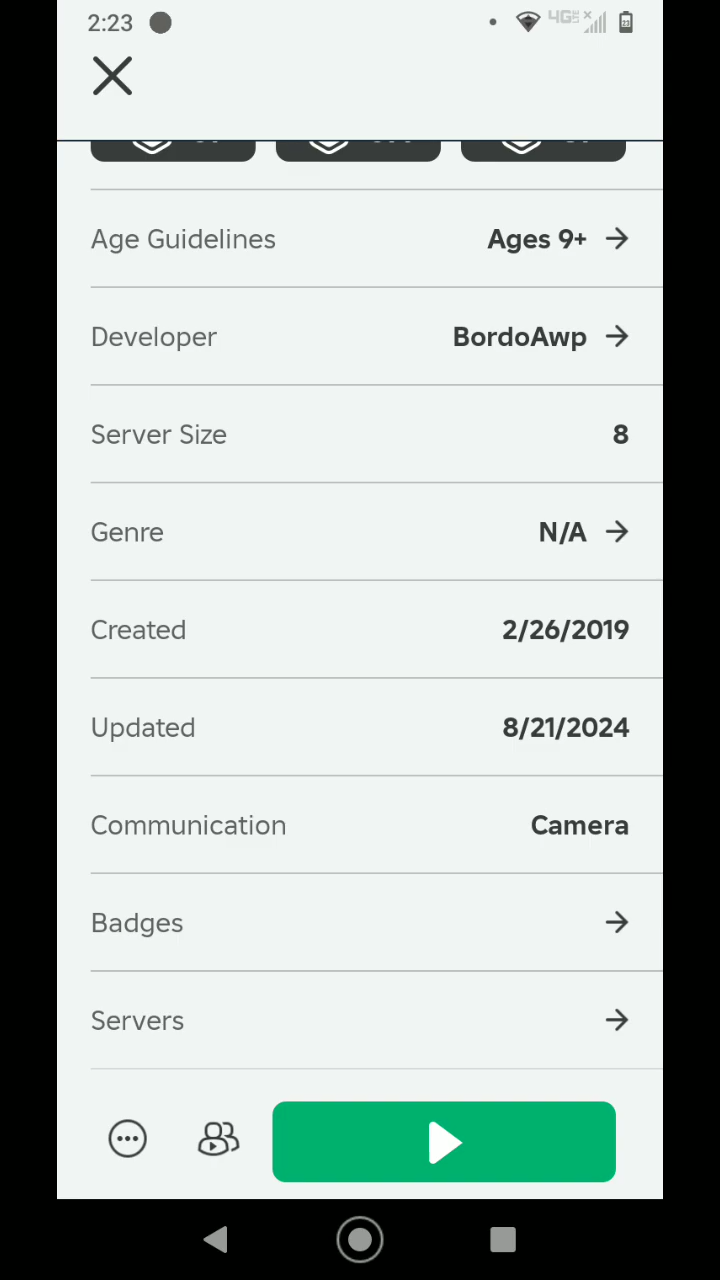 2:23
4G
Age Guidelines Ages 9+
Developer BordoAwp
Server Size 8
Genre N/A
Created 2/26/2019
Updated 8/21/2024
Communication Camera
Badges
Servers